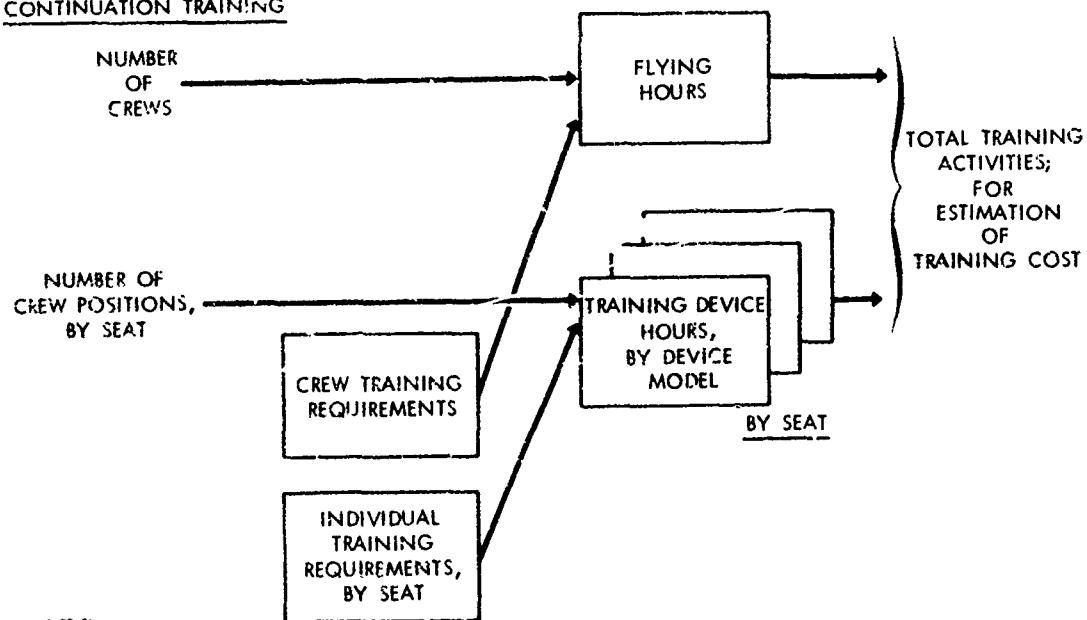 CONTINUATION TRAINING
NUMBER
OF
CREWS
FLYING
HOURS
TOTAL TRAINING
ACTIVITIES;
FOR
ESTIMATION
OF
TRAINING COST
NUMBER OF
CREW POSITIONS,
BY SEAT
TRAINING DEVICE
HOURS,
BY DEVICE
MODEL
CREW TRAINING
REQUIREMENTS
BY SEAT
INDIVIDUAL
TRAINING
REQUIREMENTS,
BY SEAT